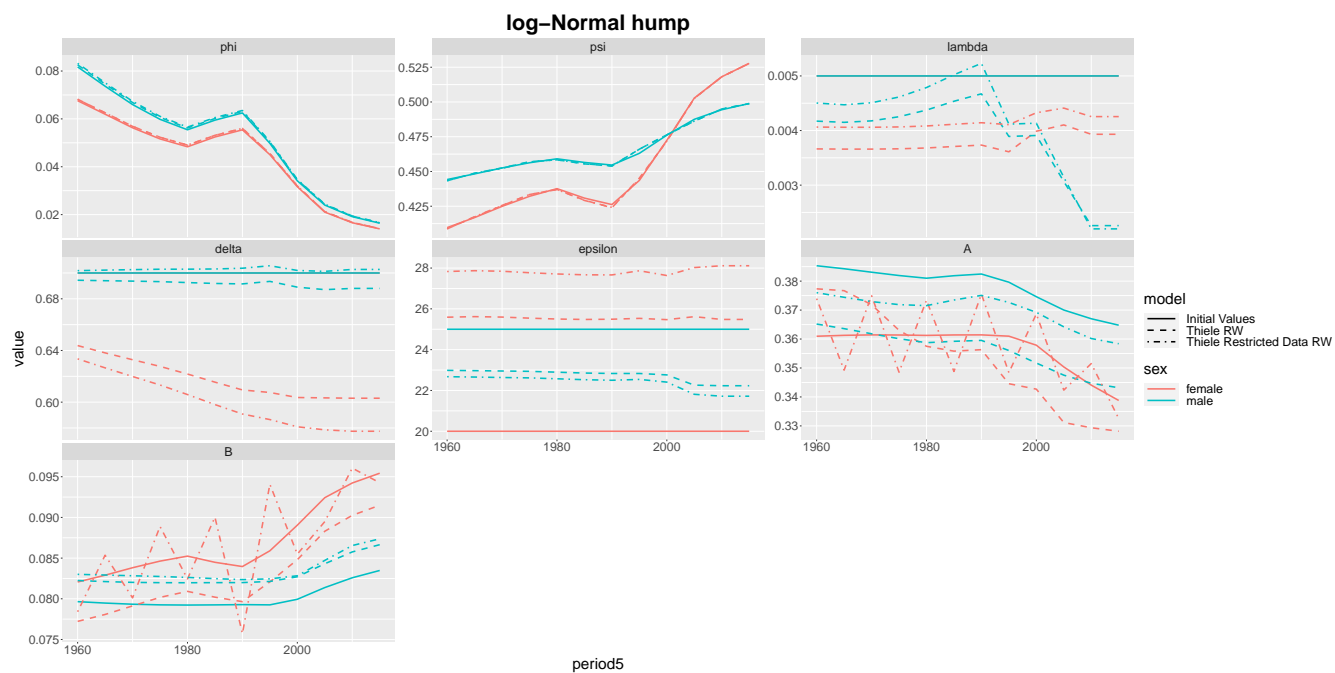 log−Normal hump
phi
psi
lambda
0.08
0.06
0.04
0.02
0.525
0.500
0.475
0.450
0.425
0.005
0.004
0.003
delta
epsilon
A
0.68
0.64
0.60
28
26
24
22
20
0.38
0.37
0.36
0.35
0.34
0.33
1960
1980
2000
1960
1980
2000
B
0.095
0.090
0.085
0.080
0.075
1960
1980
2000
value
period5
model
Initial Values
Thiele RW
Thiele Restricted Data RW
sex
female
male